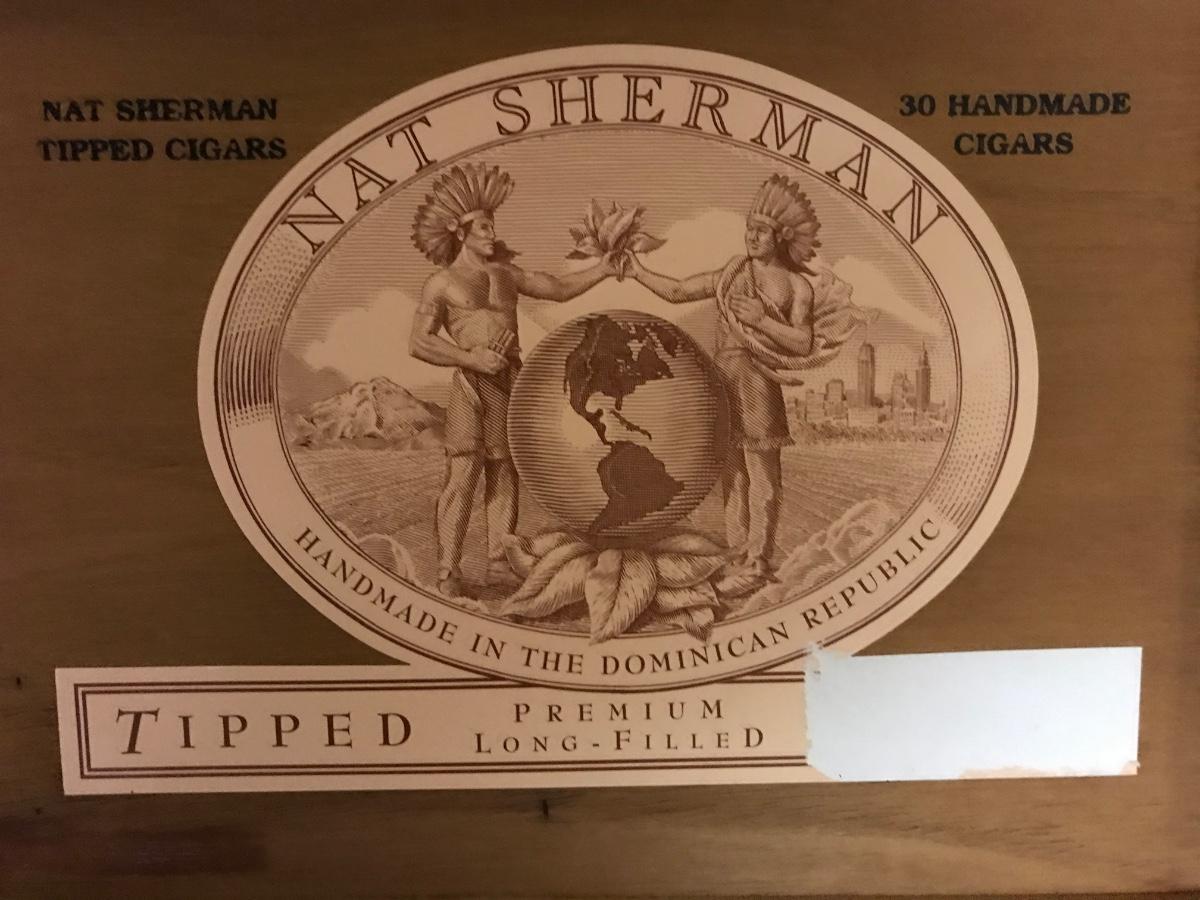 NAT SHERMAN
TIPPED CIGARS
30 HANDMADE
CIGARS
NAT SHERMAN
HANDMADE IN THE DOMINICAN REPUBLIC
TIPPED
PREMIUM
LONG-FILLED